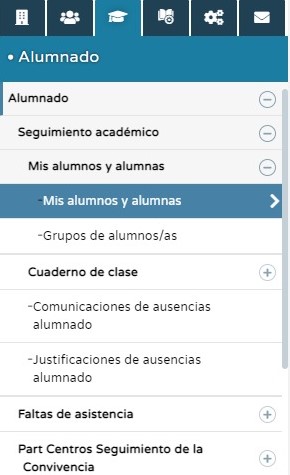 • Alumnado
Alumnado
Seguimiento académico
Mis alumnos y alumnas
-Mis alumnos y alumnas
-Grupos de alumnos/as
Cuaderno de clase
-Comunicaciones de ausencias
alumnado
-Justificaciones de ausencias
alumnado
Faltas de asistencia
Part Centros Seguimiento de la
Convivencia